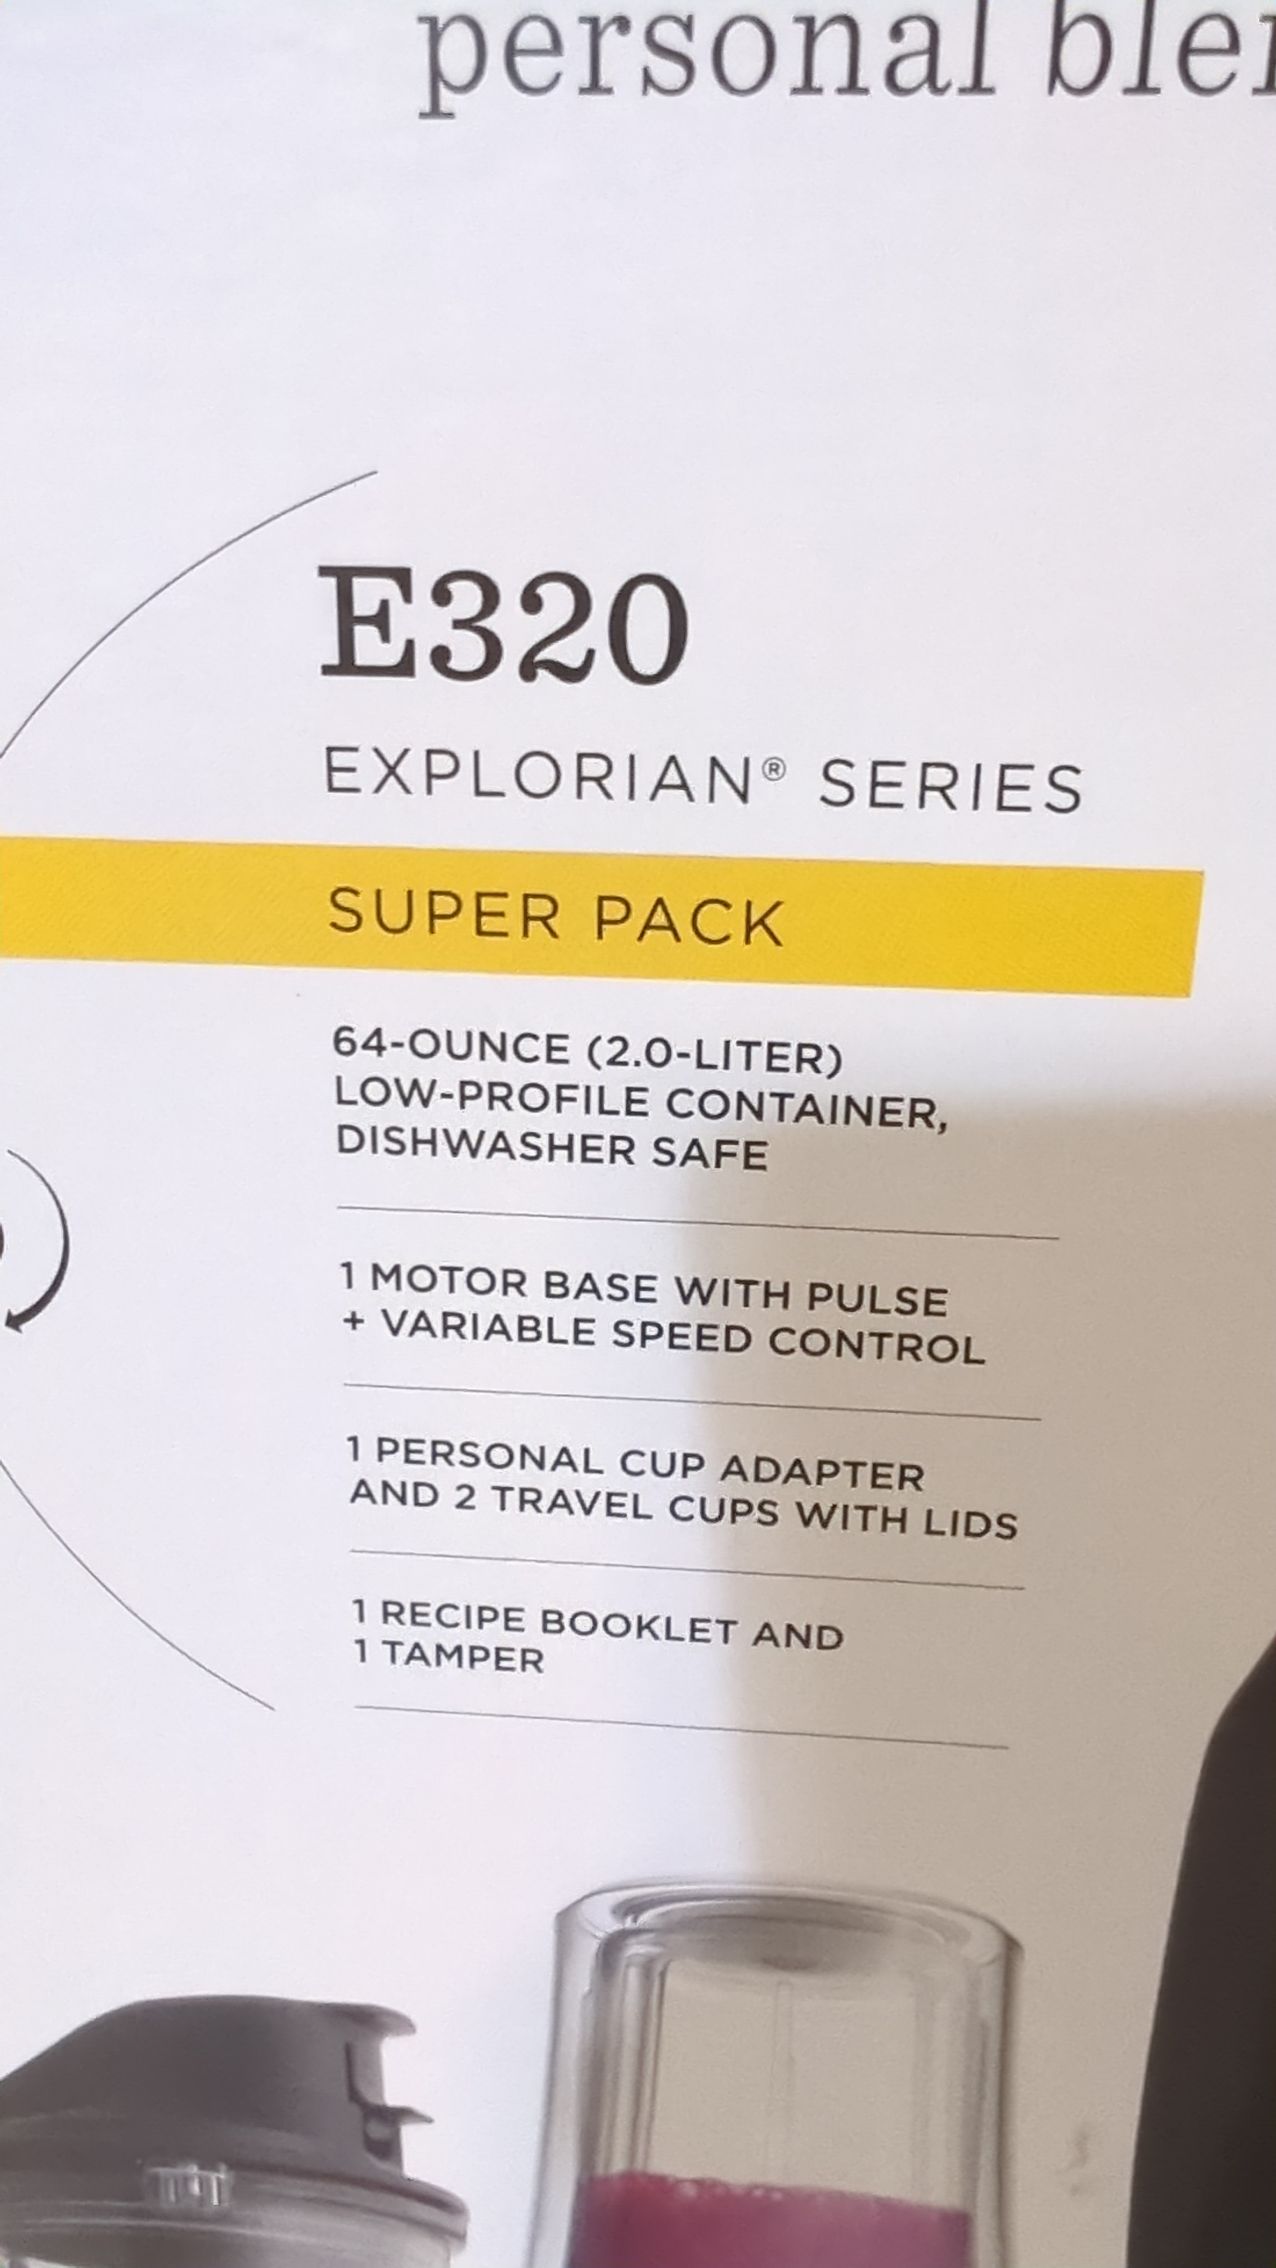 personal
E320
EXPLORIAN® SERIES
SUPER PACK
64-OUNCE (2.0-LITER)
LOW-PROFILE CONTAINER,
DISHWASHER SAFE
1 MOTOR BASE WITH PULSE
+ VARIABLE SPEED CONTROL
1 PERSONAL CUP ADAPTER
AND 2 TRAVEL CUPS WITH LIDS
1 RECIPE BOOKLET AND
1 TAMPER